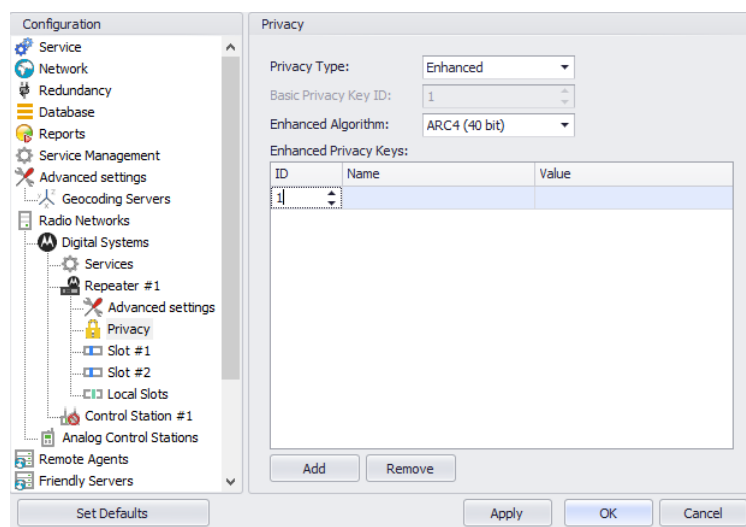 Configuration
Service
Network
Redundancy
Database
Reports
Service Management
Advanced settings
Geocoding Servers
Radio Networks
Digital Systems
Services
Repeater #1
Advanced settings
Privacy
Slot #1
Slot #2
Local Slots
Control Station #1
Analog Control Stations
Remote Agents
Friendly Servers
Set Defaults
Privacy
Privacy Type: Enhanced
Basic Privacy Key ID: 1
Enhanced Algorithm: ARC4 (40 bit)
Enhanced Privacy Keys:
ID Name Value
1
Add Remove
Apply OK Cancel